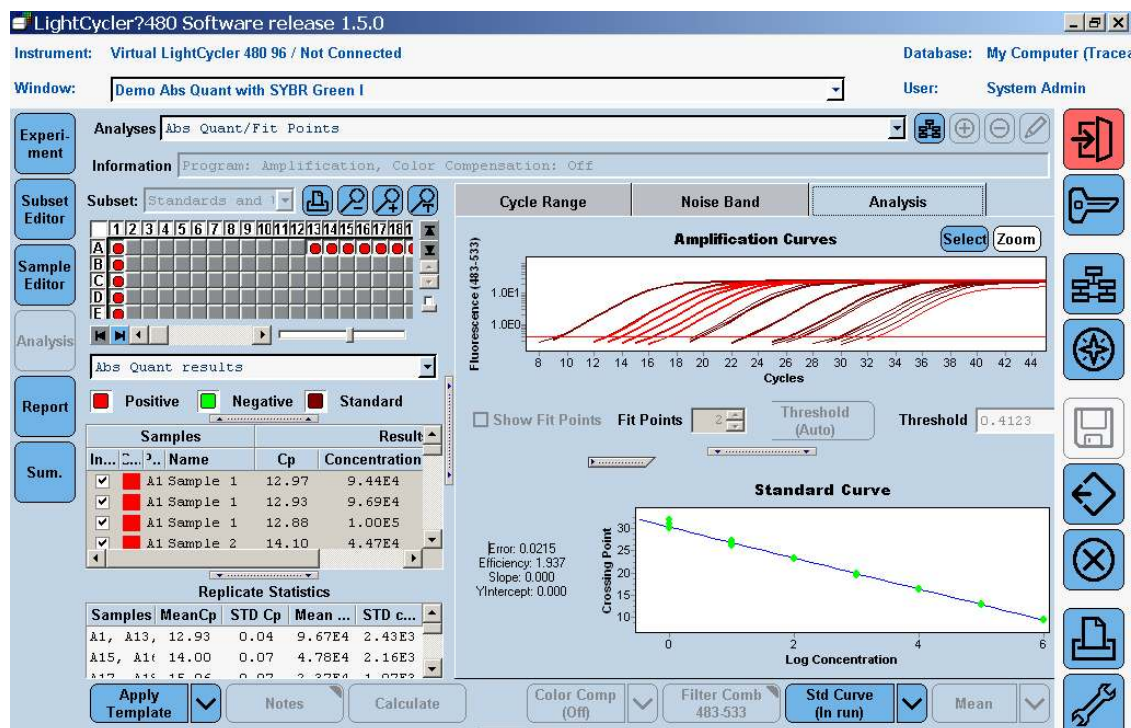 LightCycler?480 Software release 1.5.0
Instrument: Virtual LightCycler 480 96 / Not Connected
Database: My Computer (Tracea
Window: Demo Abs Quant with SYBR Green I
User: System Admin
Experi-
ment
Subset
Editor
Sample
Editor
Analysis
Report
Sum.
Analyses Abs Quant/Fit Points
Information Program: Amplification, Color Compensation: Off
Subset: Standards and
1 2 3 4 5 6 7 8 9 10 11 12 13 14 15 16 17 18 1
A
B
C
D
E
Abs Quant results
Positive Negative Standard
Samples Result
In... Name Cp Concentration
A1 Sample 1 12.97 9.44E4
A1 Sample 1 12.93 9.69E4
A1 Sample 1 12.88 1.00E5
A1 Sample 2 14.10 4.47E4
Replicate Statistics
Samples MeanCp STD Cp Mean ... STD c...
A1, A13, 12.93 0.04 9.67E4 2.43E3
A15, A1 14.00 0.07 4.78E4 2.16E3
Cycle Range Noise Band Analysis
Amplification Curves
Select Zoom
Fluorescence (483-533)
1.0E1
1.0E0
8 10 12 14 16 18 20 22 24 26 28 30 32 34 36 38 40 42 44
Cycles
Show Fit Points Fit Points 2 Threshold
(Auto)
Threshold 0.4123
Standard Curve
Error: 0.0215
Efficiency: 1.937
Slope: 0.000
YIntercept: 0.000
Crossing Point
30
25
20
15
10
0 2 4 6
Log Concentration
Apply
Template
Notes
Calculate
Color Comp
(Off)
Filter Comb
483-533
Std Curve
(In run)
Mean